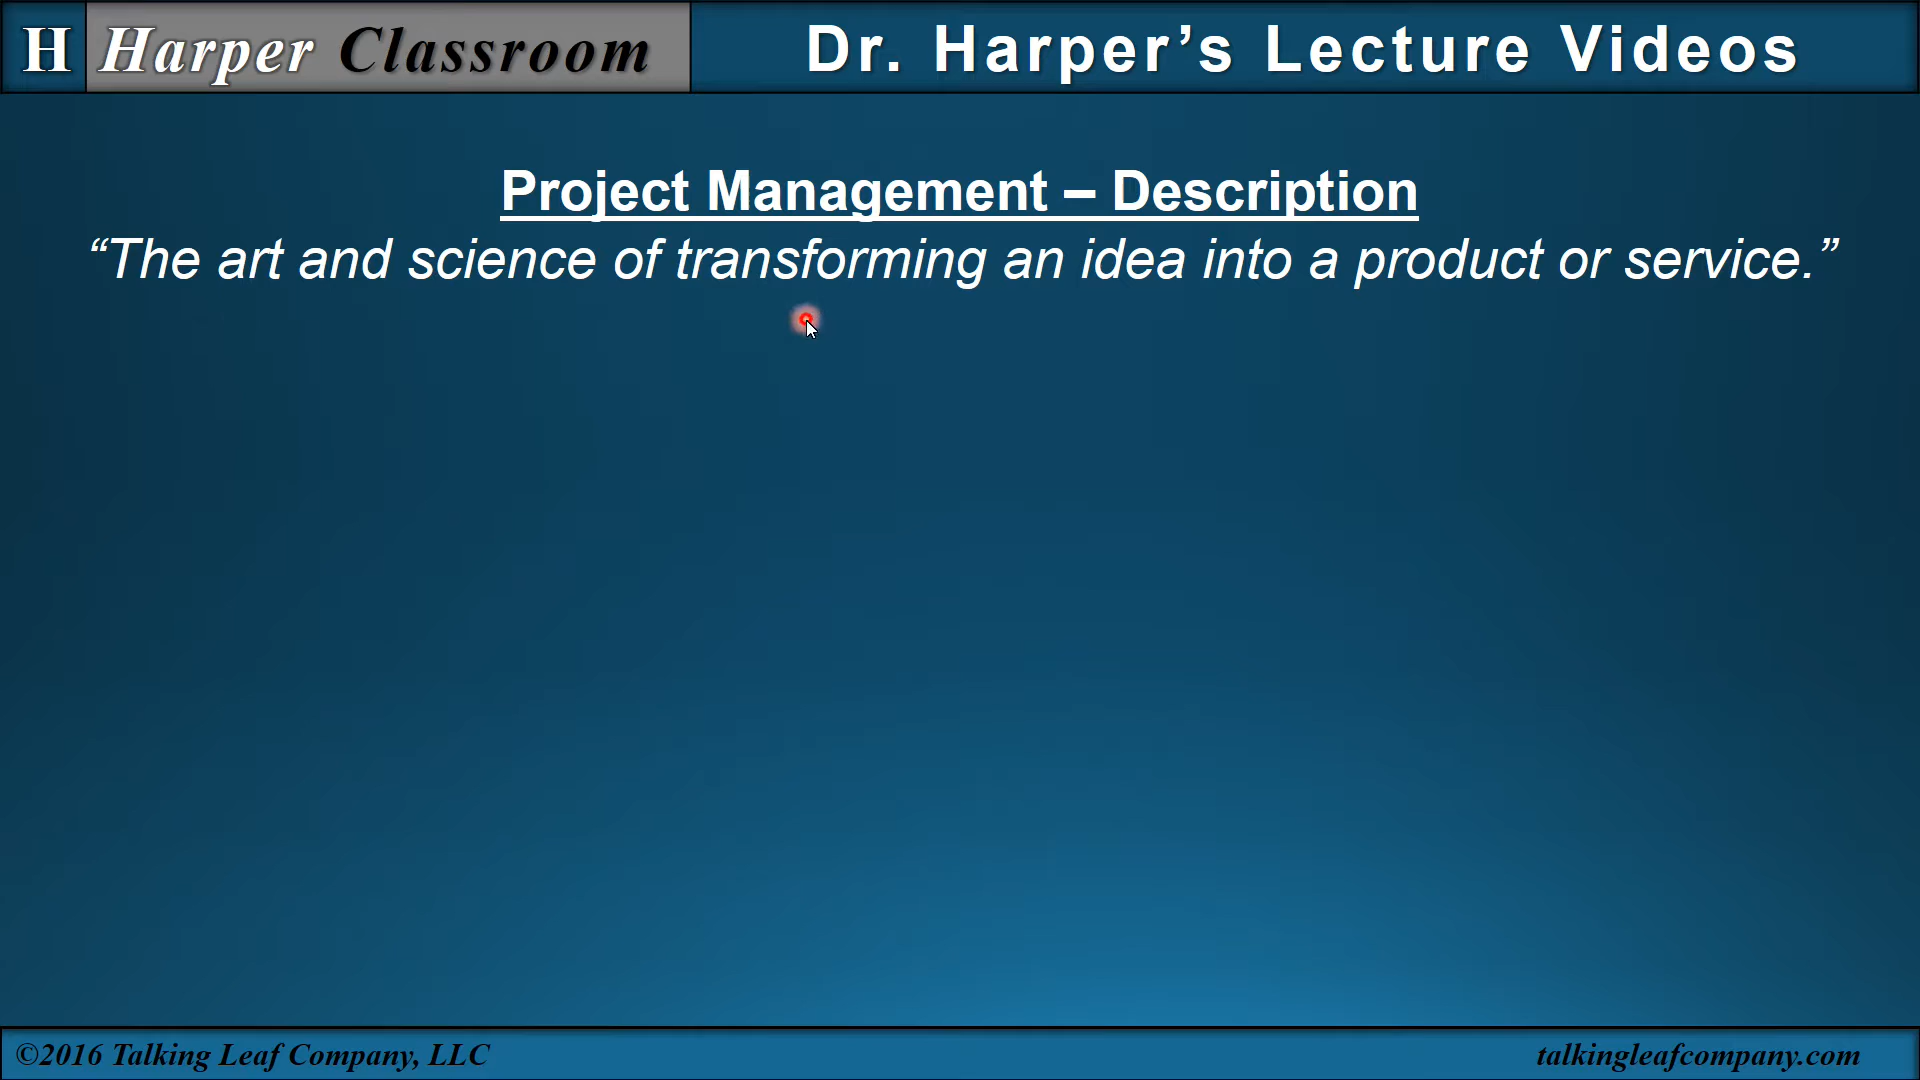 H Harper Classroom
Dr. Harper’s Lecture Videos
Project Management – Description
“The art and science of transforming an idea into a product or service.”
©2016 Talking Leaf Company, LLC
talkingleafcompany.com